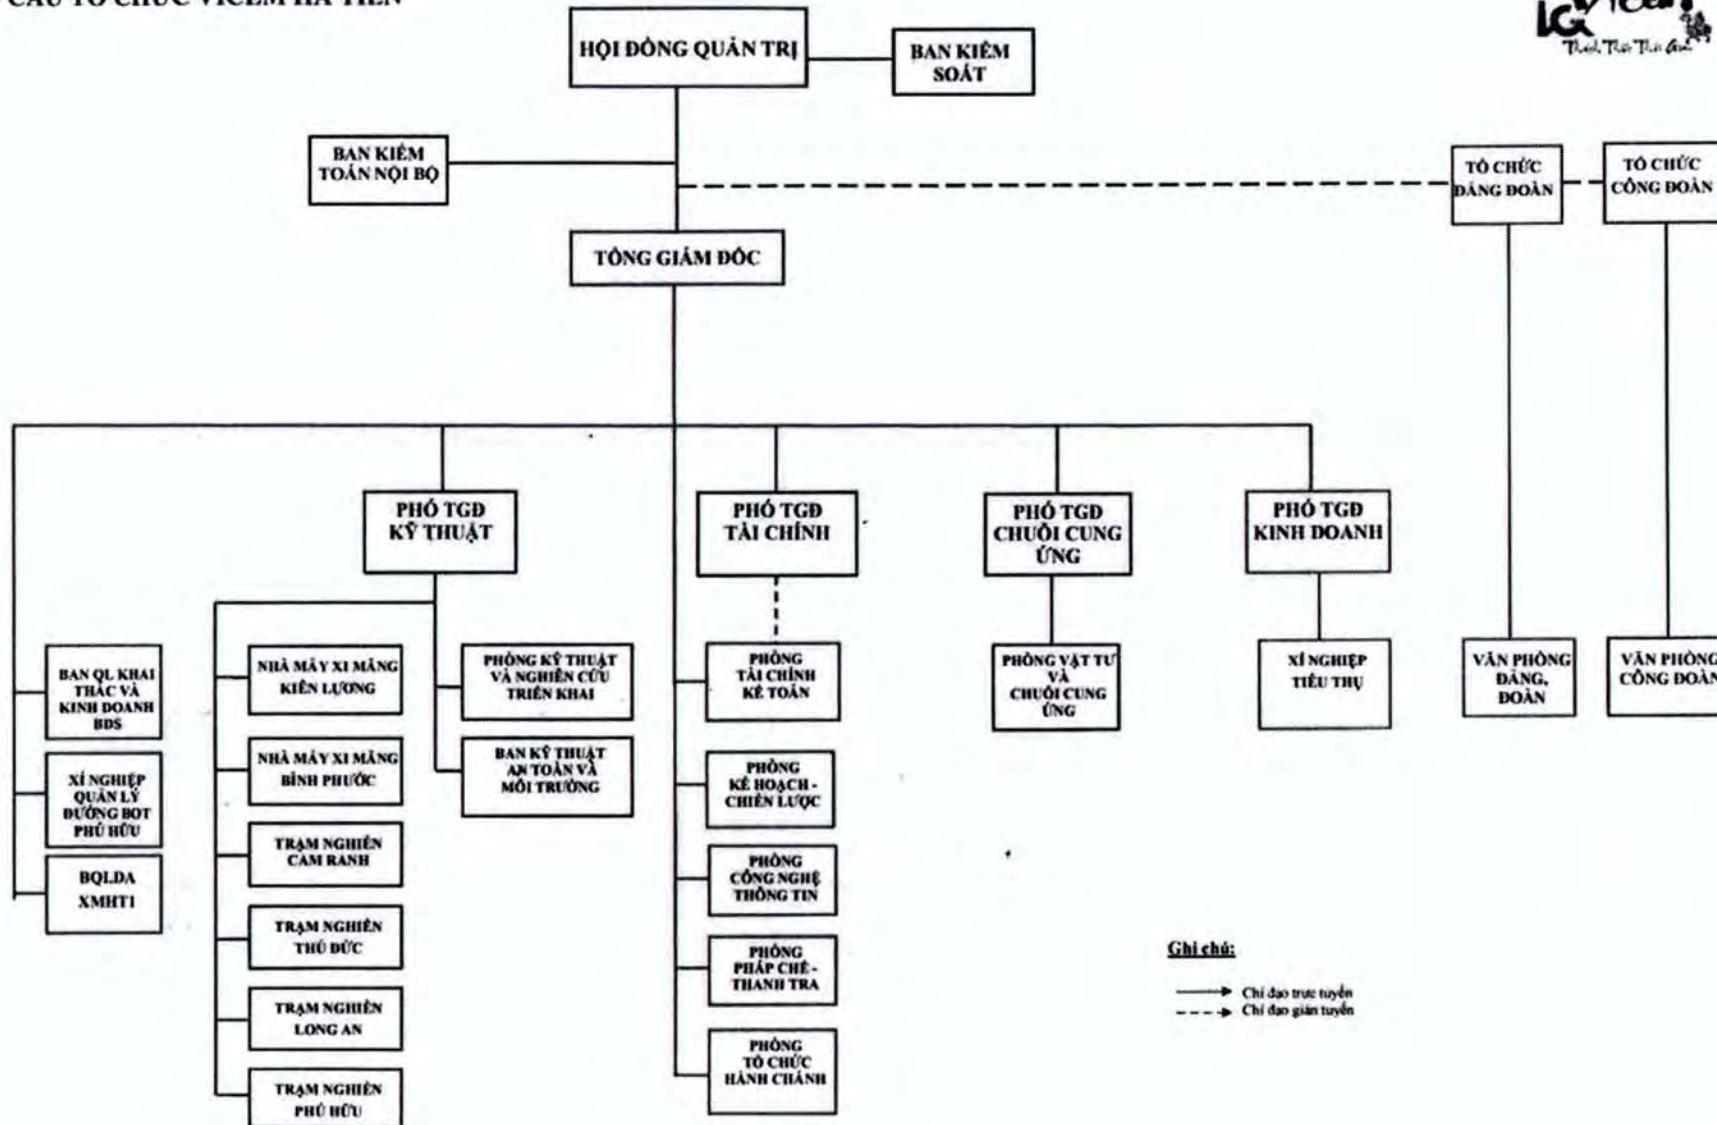 CẤU TỔ CHỨC VICEM HÀ TIÊN
HỘI ĐỒNG QUẢN TRỊ
BAN KIỂM
SOÁT
BAN KIỂM
TOÁN NỘI BỘ
TỔ CHỨC
ĐẢNG ĐOÀN
TỔ CHỨC
CÔNG ĐOÀN
TỔNG GIÁM ĐỐC
PHÓ TGĐ
KỸ THUẬT
PHÓ TGĐ
TÀI CHÍNH
PHÓ TGĐ
CHUỖI CUNG
ỨNG
PHÓ TGĐ
KINH DOANH
BAN QL KHAI
THÁC VÀ
KINH DOANH
BĐS
XÍ NGHIỆP
QUẢN LÝ
ĐƯỜNG BOT
PHÚ HỮU
BQLDA
XMHT1
NHÀ MÁY XI MĂNG
KIÊN LƯƠNG
NHÀ MÁY XI MĂNG
BÌNH PHƯỚC
TRẠM NGHIỀN
CAM RANH
TRẠM NGHIỀN
THỦ ĐỨC
TRẠM NGHIỀN
LONG AN
TRẠM NGHIỀN
PHÚ HỮU
PHÒNG KỸ THUẬT
VÀ NGHIÊN CỨU
TRIỂN KHAI
BAN KỸ THUẬT
AN TOÀN VÀ
MÔI TRƯỜNG
PHÒNG
TÀI CHÍNH
KẾ TOÁN
PHÒNG
KẾ HOẠCH -
CHIẾN LƯỢC
PHÒNG
CÔNG NGHỆ
THÔNG TIN
PHÒNG
PHÁP CHẾ -
THANH TRA
PHÒNG
TỔ CHỨC
HÀNH CHÁNH
PHÒNG VẬT TƯ
VÀ
CHUỖI CUNG
ỨNG
XÍ NGHIỆP
TIÊU THỤ
VĂN PHÒNG
ĐẢNG,
ĐOÀN
VĂN PHÒNG
CÔNG ĐOÀN
Ghi chú:
Chỉ đạo trực tuyến
Chỉ đạo gián tuyến